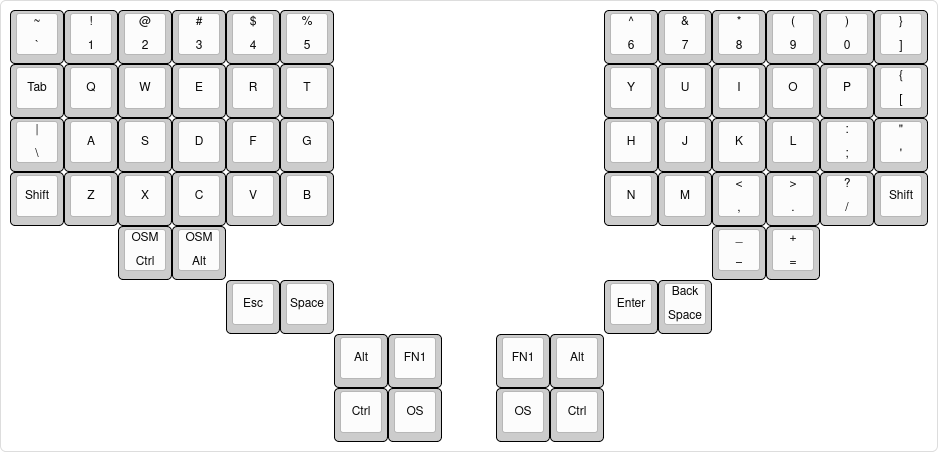 ~ ! @ # $ % ^ & * ( ) }
` 1 2 3 4 5 6 7 8 9 0 ]
Tab Q W E R T Y U I O P {
[
| A S D F G H J K L : "
\ ; '
Shift Z X C V B N M < > ? Shift
, . /
OSM OSM _ +
Ctrl Alt – =
Esc Space Enter Back
Space
Alt FN1 FN1 Alt
Ctrl OS OS Ctrl